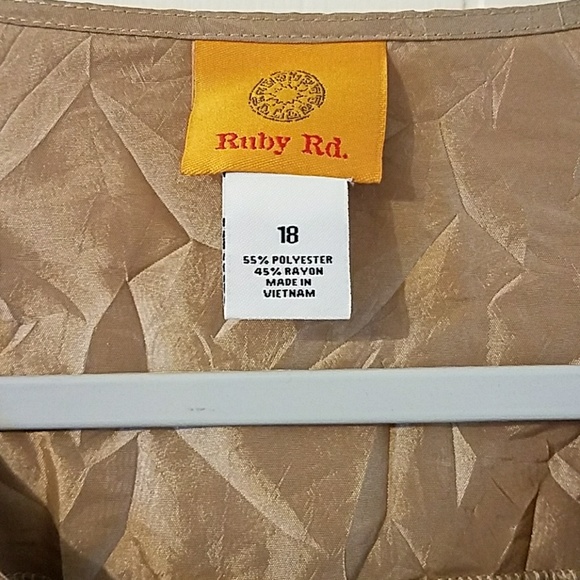 Ruby Rd.
18
55% POLYESTER
45% RAYON
MADE IN
VIETNAM